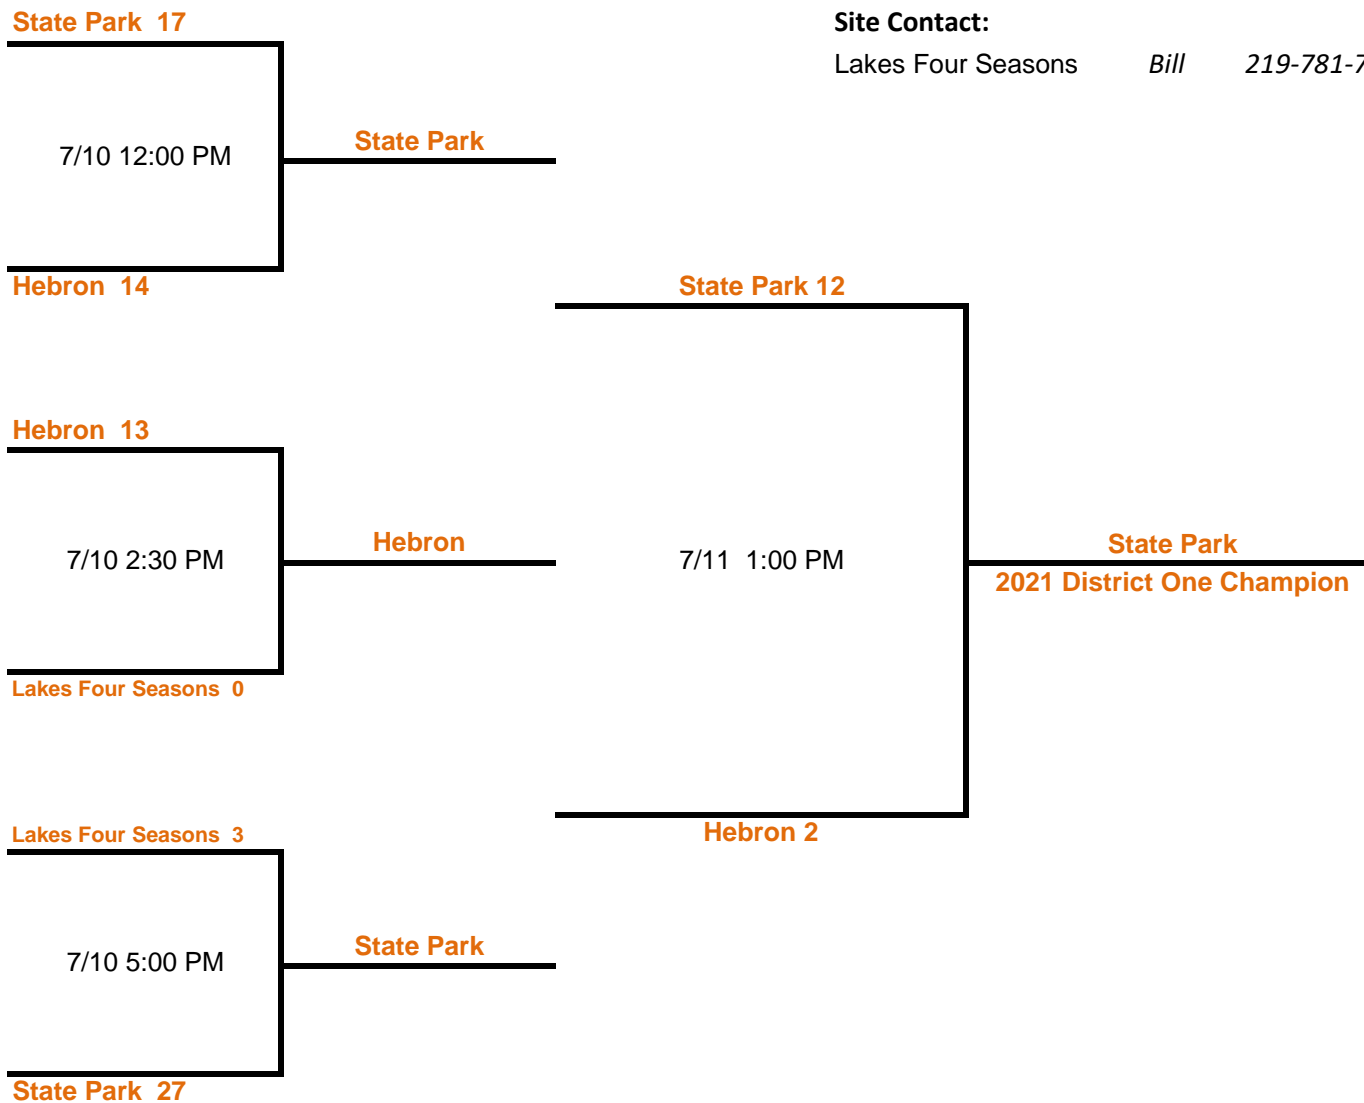 State Park 17
Site Contact:
Lakes Four Seasons Bill 219-781-7
7/10 12:00 PM
State Park
Hebron 14
State Park 12
Hebron 13
7/10 2:30 PM
Hebron
7/11 1:00 PM
State Park
2021 District One Champion
Lakes Four Seasons 0
Lakes Four Seasons 3
Hebron 2
7/10 5:00 PM
State Park
State Park 27